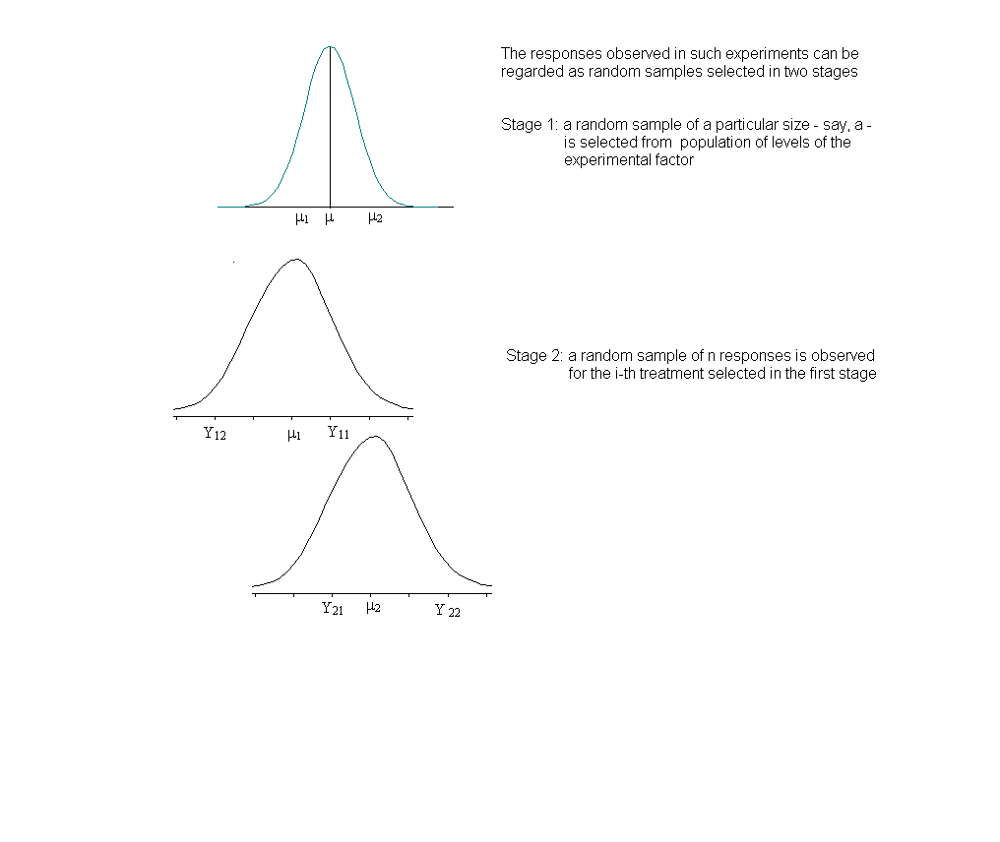 The responses observed in such experiments can be
regarded as random samples selected in two stages
Stage 1: a random sample of a particular size - say, a -
is selected from population of levels of the
experimental factor
μ1 μ μ2
Stage 2: a random sample of n responses is observed
for the i-th treatment selected in the first stage
Y12 μ1 Y11
Y21 μ2 Y 22